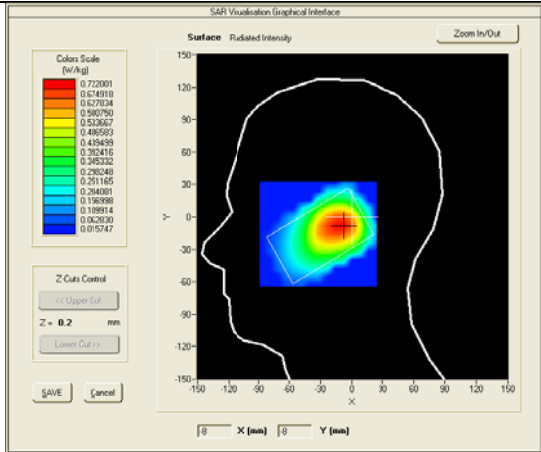 SAR Visualisation Graphical Interface
Surface Radiated Intensity
Zoom In/Out
Colors Scale
(W/kg)
0.722001
0.674918
0.627834
0.580750
0.533667
0.486583
0.439499
0.392416
0.345332
0.298248
0.251165
0.204081
0.156998
0.109914
0.062830
0.015747
Z-Cuts Control
<< Upper Cut
Z = 0.2 mm
Lower Cut >>
SAVE Cancel
150
120
90
60
30
0
-30
-60
-90
-120
-150
Y
-150 -120 -90 -60 -30 0 30 60 90 120 150
X
-8 X (mm) -8 Y (mm)